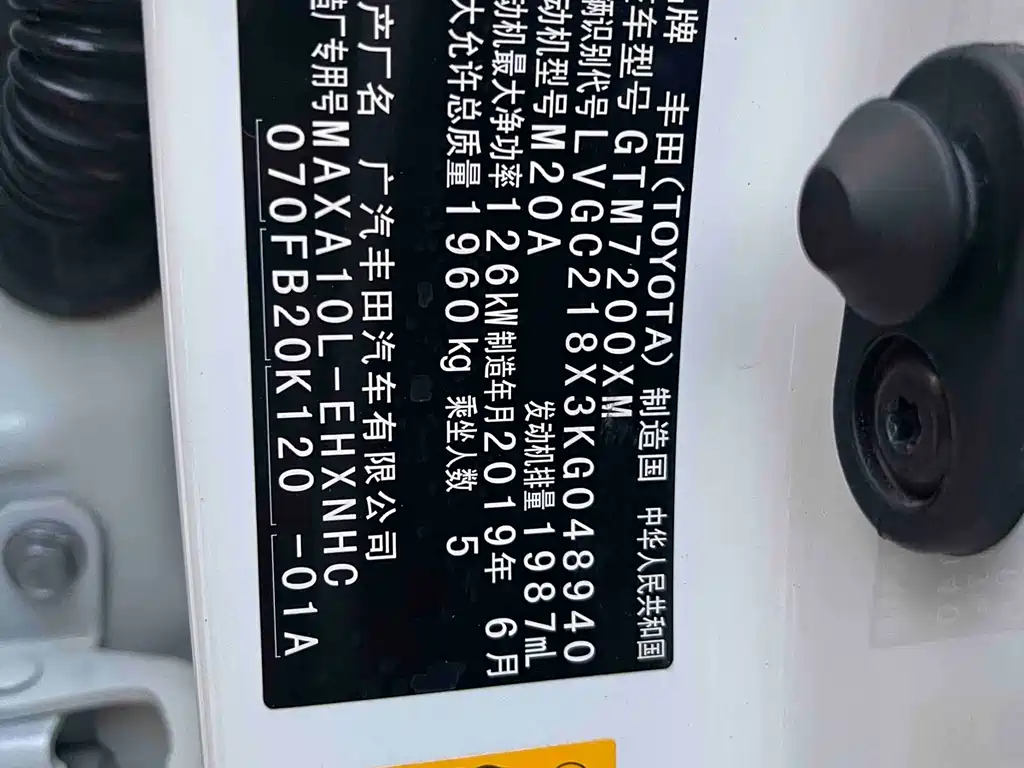 品牌 丰田(TOYOTA) 制造国 中华人民共和国
车型号 GTM7200XM
辆识别代号 LVGC218X3KG048940
动机型号 M20A 发动机排量 1987mL
动机最大净功率 126kW 制造年月 2019年 6月
大允许总质量 1960kg 乘坐人数 5
产厂名 广汽丰田汽车有限公司
造厂专用号 MAXA10L-EHXNHC
070FB20K120 -01A